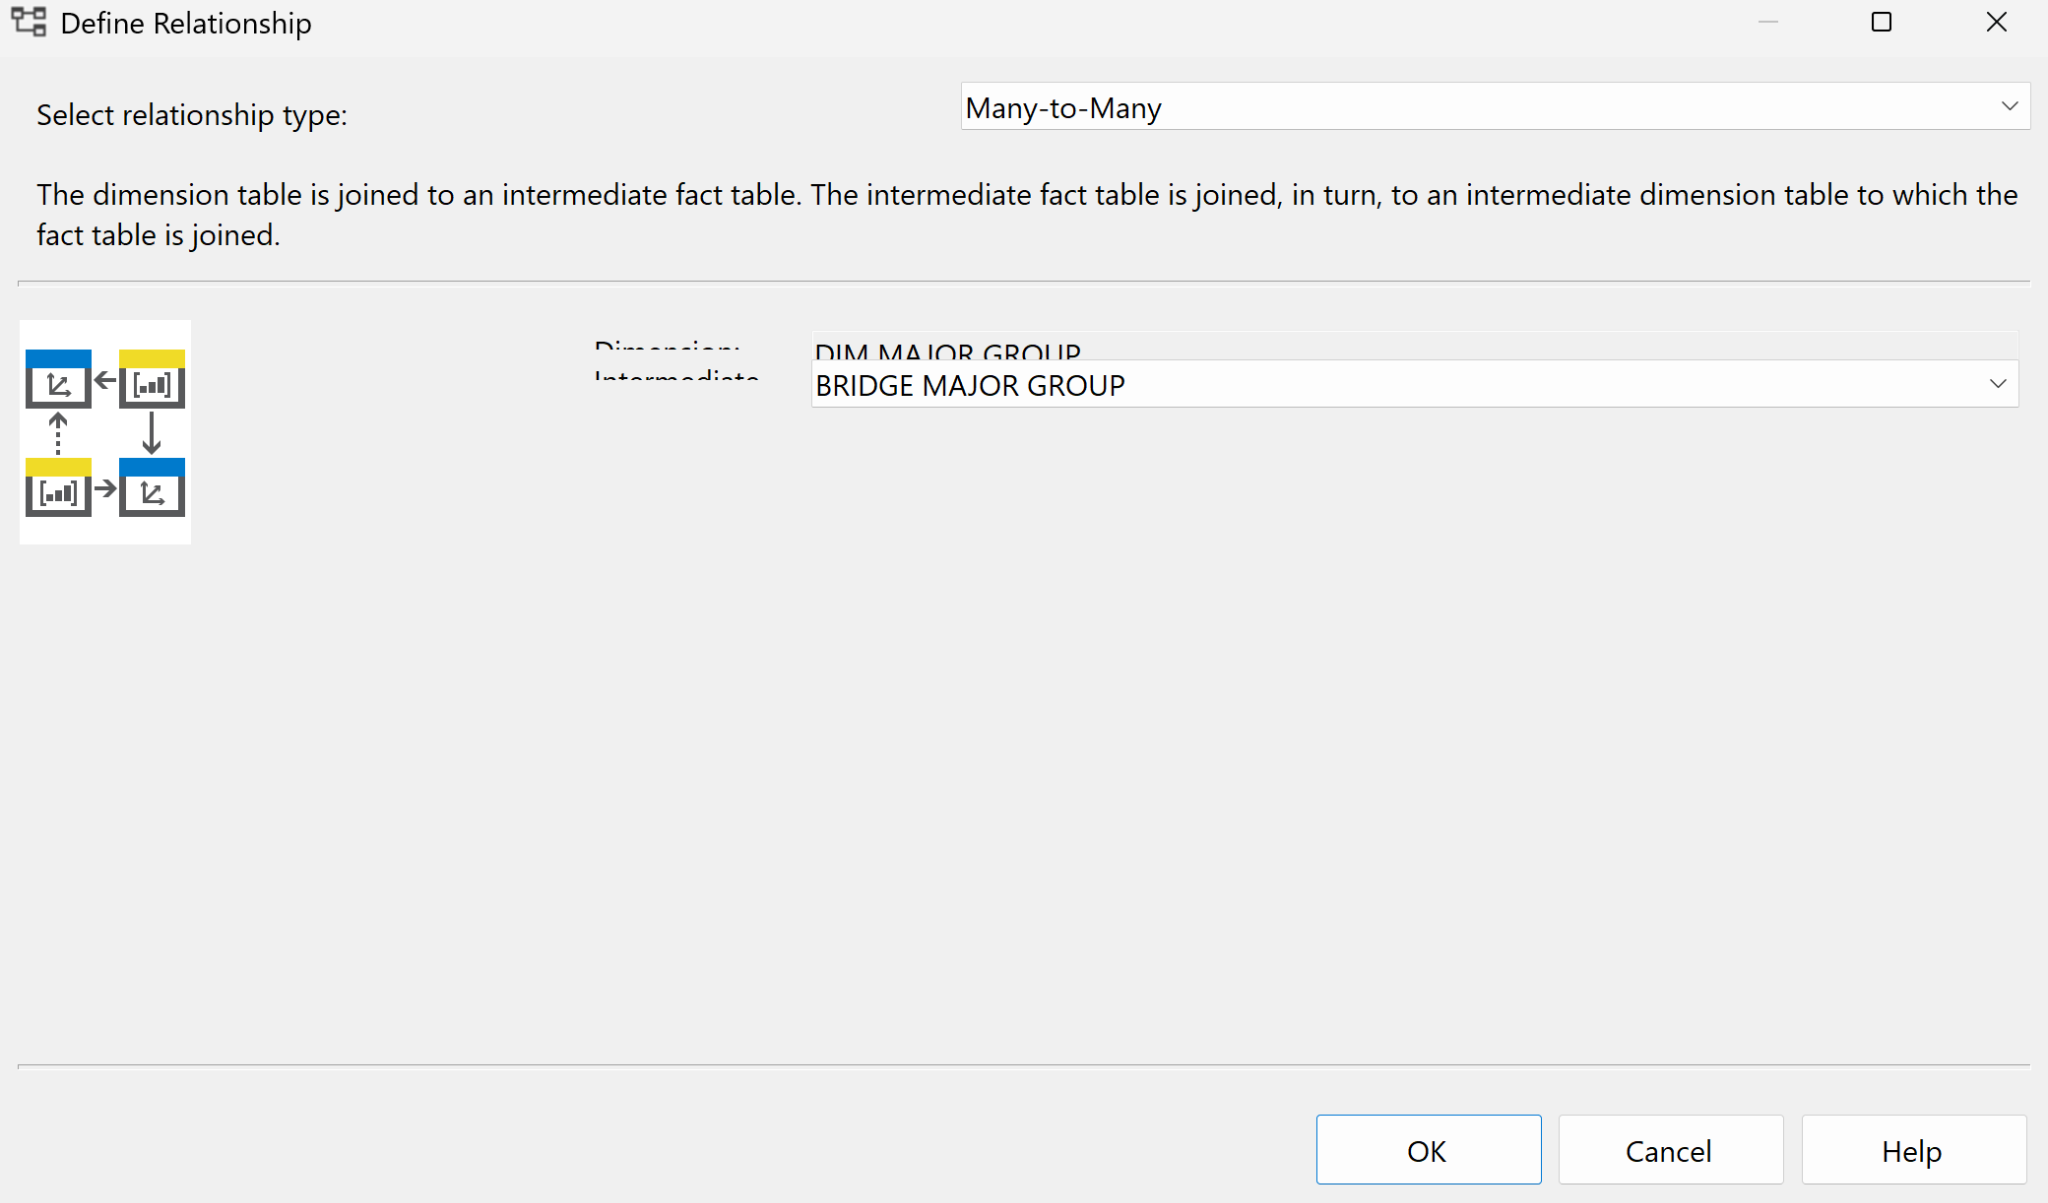 Define Relationship
Select relationship type:
Many-to-Many
The dimension table is joined to an intermediate fact table. The intermediate fact table is joined, in turn, to an intermediate dimension table to which the
fact table is joined.
Dimension:
DIM MAJOR GROUP
Intermediate
BRIDGE MAJOR GROUP
OK
Cancel
Help